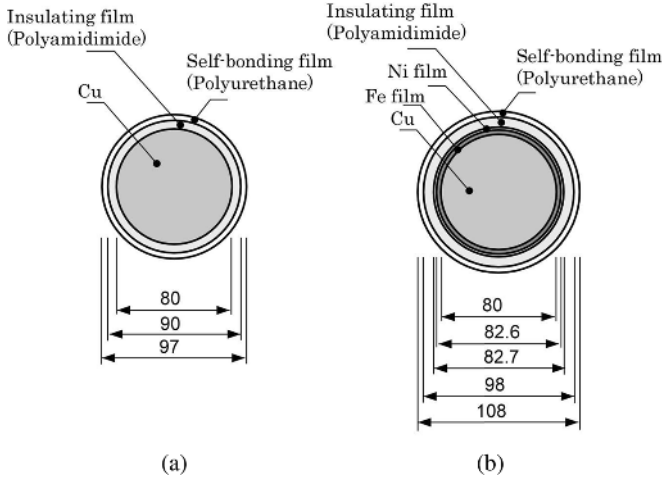 Insulating film
(Polyamidimide)
Self-bonding film
(Polyurethane)
Cu
80
90
97
(a)
Insulating film
(Polyamidimide)
Self-bonding film
(Polyurethane)
Ni film
Fe film
Cu
80
82.6
82.7
98
108
(b)